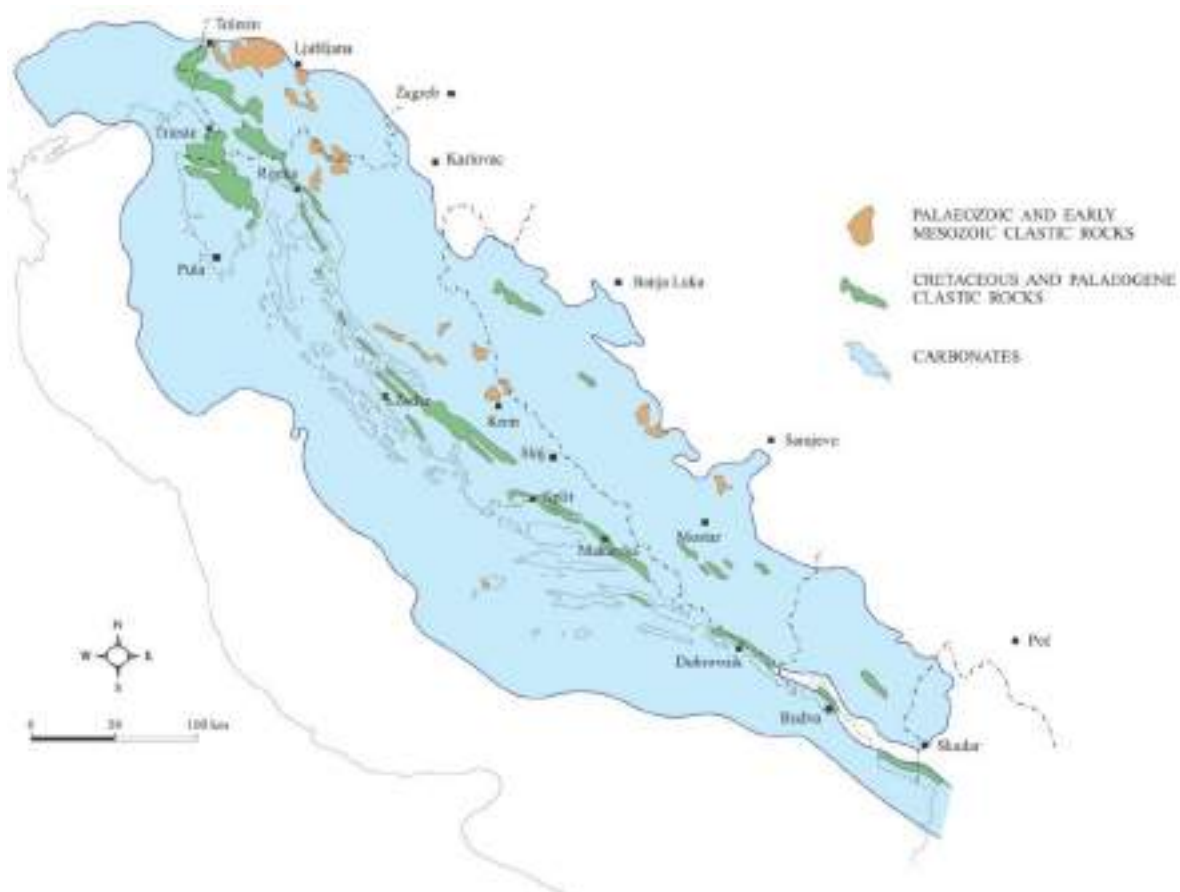 Tolmin
Ljubljana
Zagreb
Trieste
Karlovac
Rijeka
Pula
Banja Luka
PALAEOZOIC AND EARLY
MESOZOIC CLASTIC ROCKS
CRETACEOUS AND PALAEOGENE
CLASTIC ROCKS
CARBONATES
Zadar
Knin
Sinj
Sarajevo
Split
Makarska
Mostar
N
W E
S
Dubrovnik
Peć
Budva
0 50 100 km
Skadar